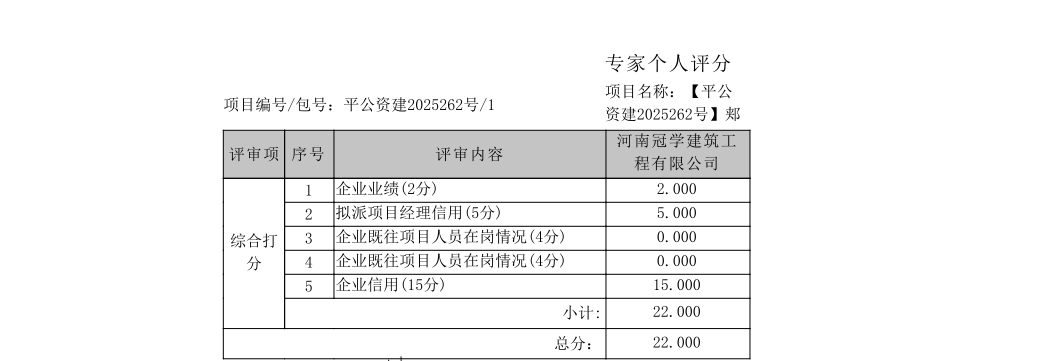 专家个人评分
项目编号/包号：平公资建2025262号/1
项目名称：【平公
资建2025262号】郏
评审项 序号 评审内容 河南冠学建筑工
程有限公司
综合打
分
1 企业业绩(2分) 2.000
2 拟派项目经理信用(5分) 5.000
3 企业既往项目人员在岗情况(4分) 0.000
4 企业既往项目人员在岗情况(4分) 0.000
5 企业信用(15分) 15.000
小计: 22.000
总分： 22.000